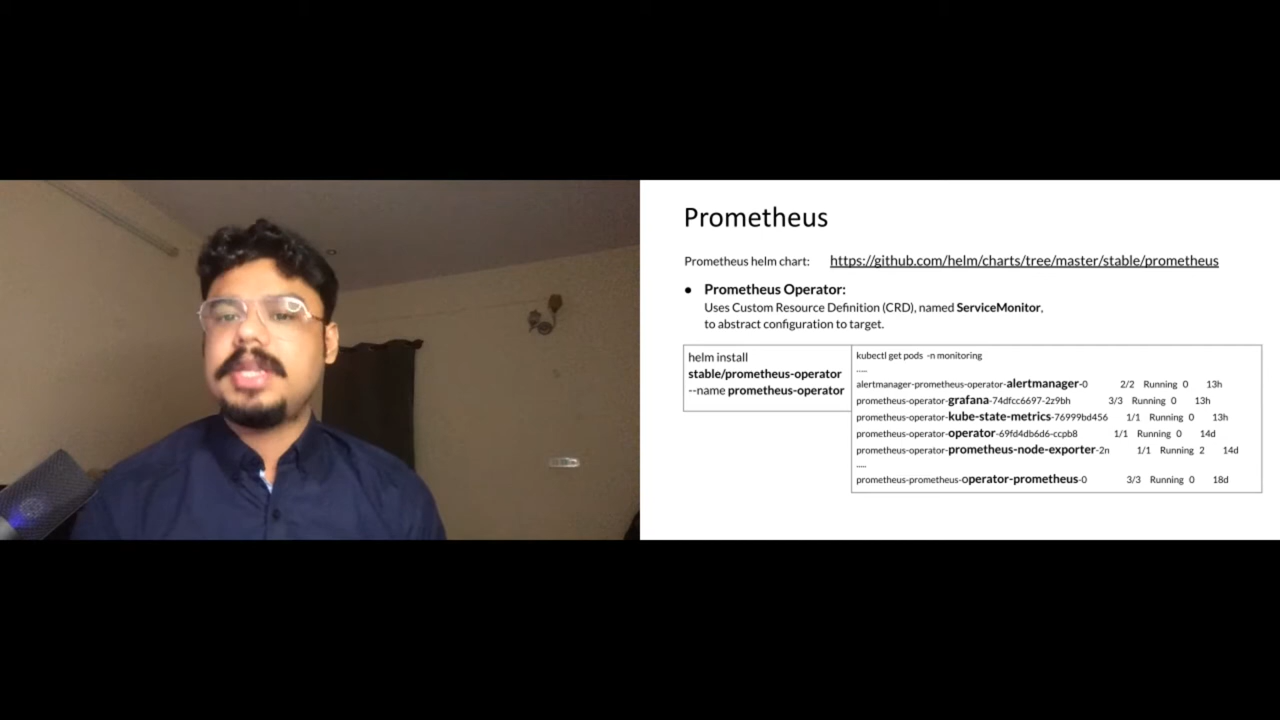 Prometheus
Prometheus helm chart: https://github.com/helm/charts/tree/master/stable/prometheus
● Prometheus Operator:
Uses Custom Resource Definition (CRD), named ServiceMonitor,
to abstract configuration to target.
helm install
stable/prometheus-operator
--name prometheus-operator
kubectl get pods -n monitoring
.....
alertmanager-prometheus-operator-alertmanager-0 2/2 Running 0 13h
prometheus-operator-grafana-74dfcc6697-2z9bh 3/3 Running 0 13h
prometheus-operator-kube-state-metrics-76999bd456 1/1 Running 0 13h
prometheus-operator-operator-69fd4db6d6-ccpb8 1/1 Running 0 14d
prometheus-operator-prometheus-node-exporter-2n 1/1 Running 2 14d
.....
prometheus-prometheus-operator-prometheus-0 3/3 Running 0 18d